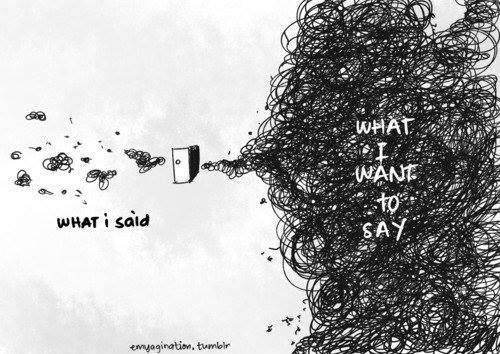 WHAT i said
WHAT
I
WANT
to
SAY
emyagination.tumblr